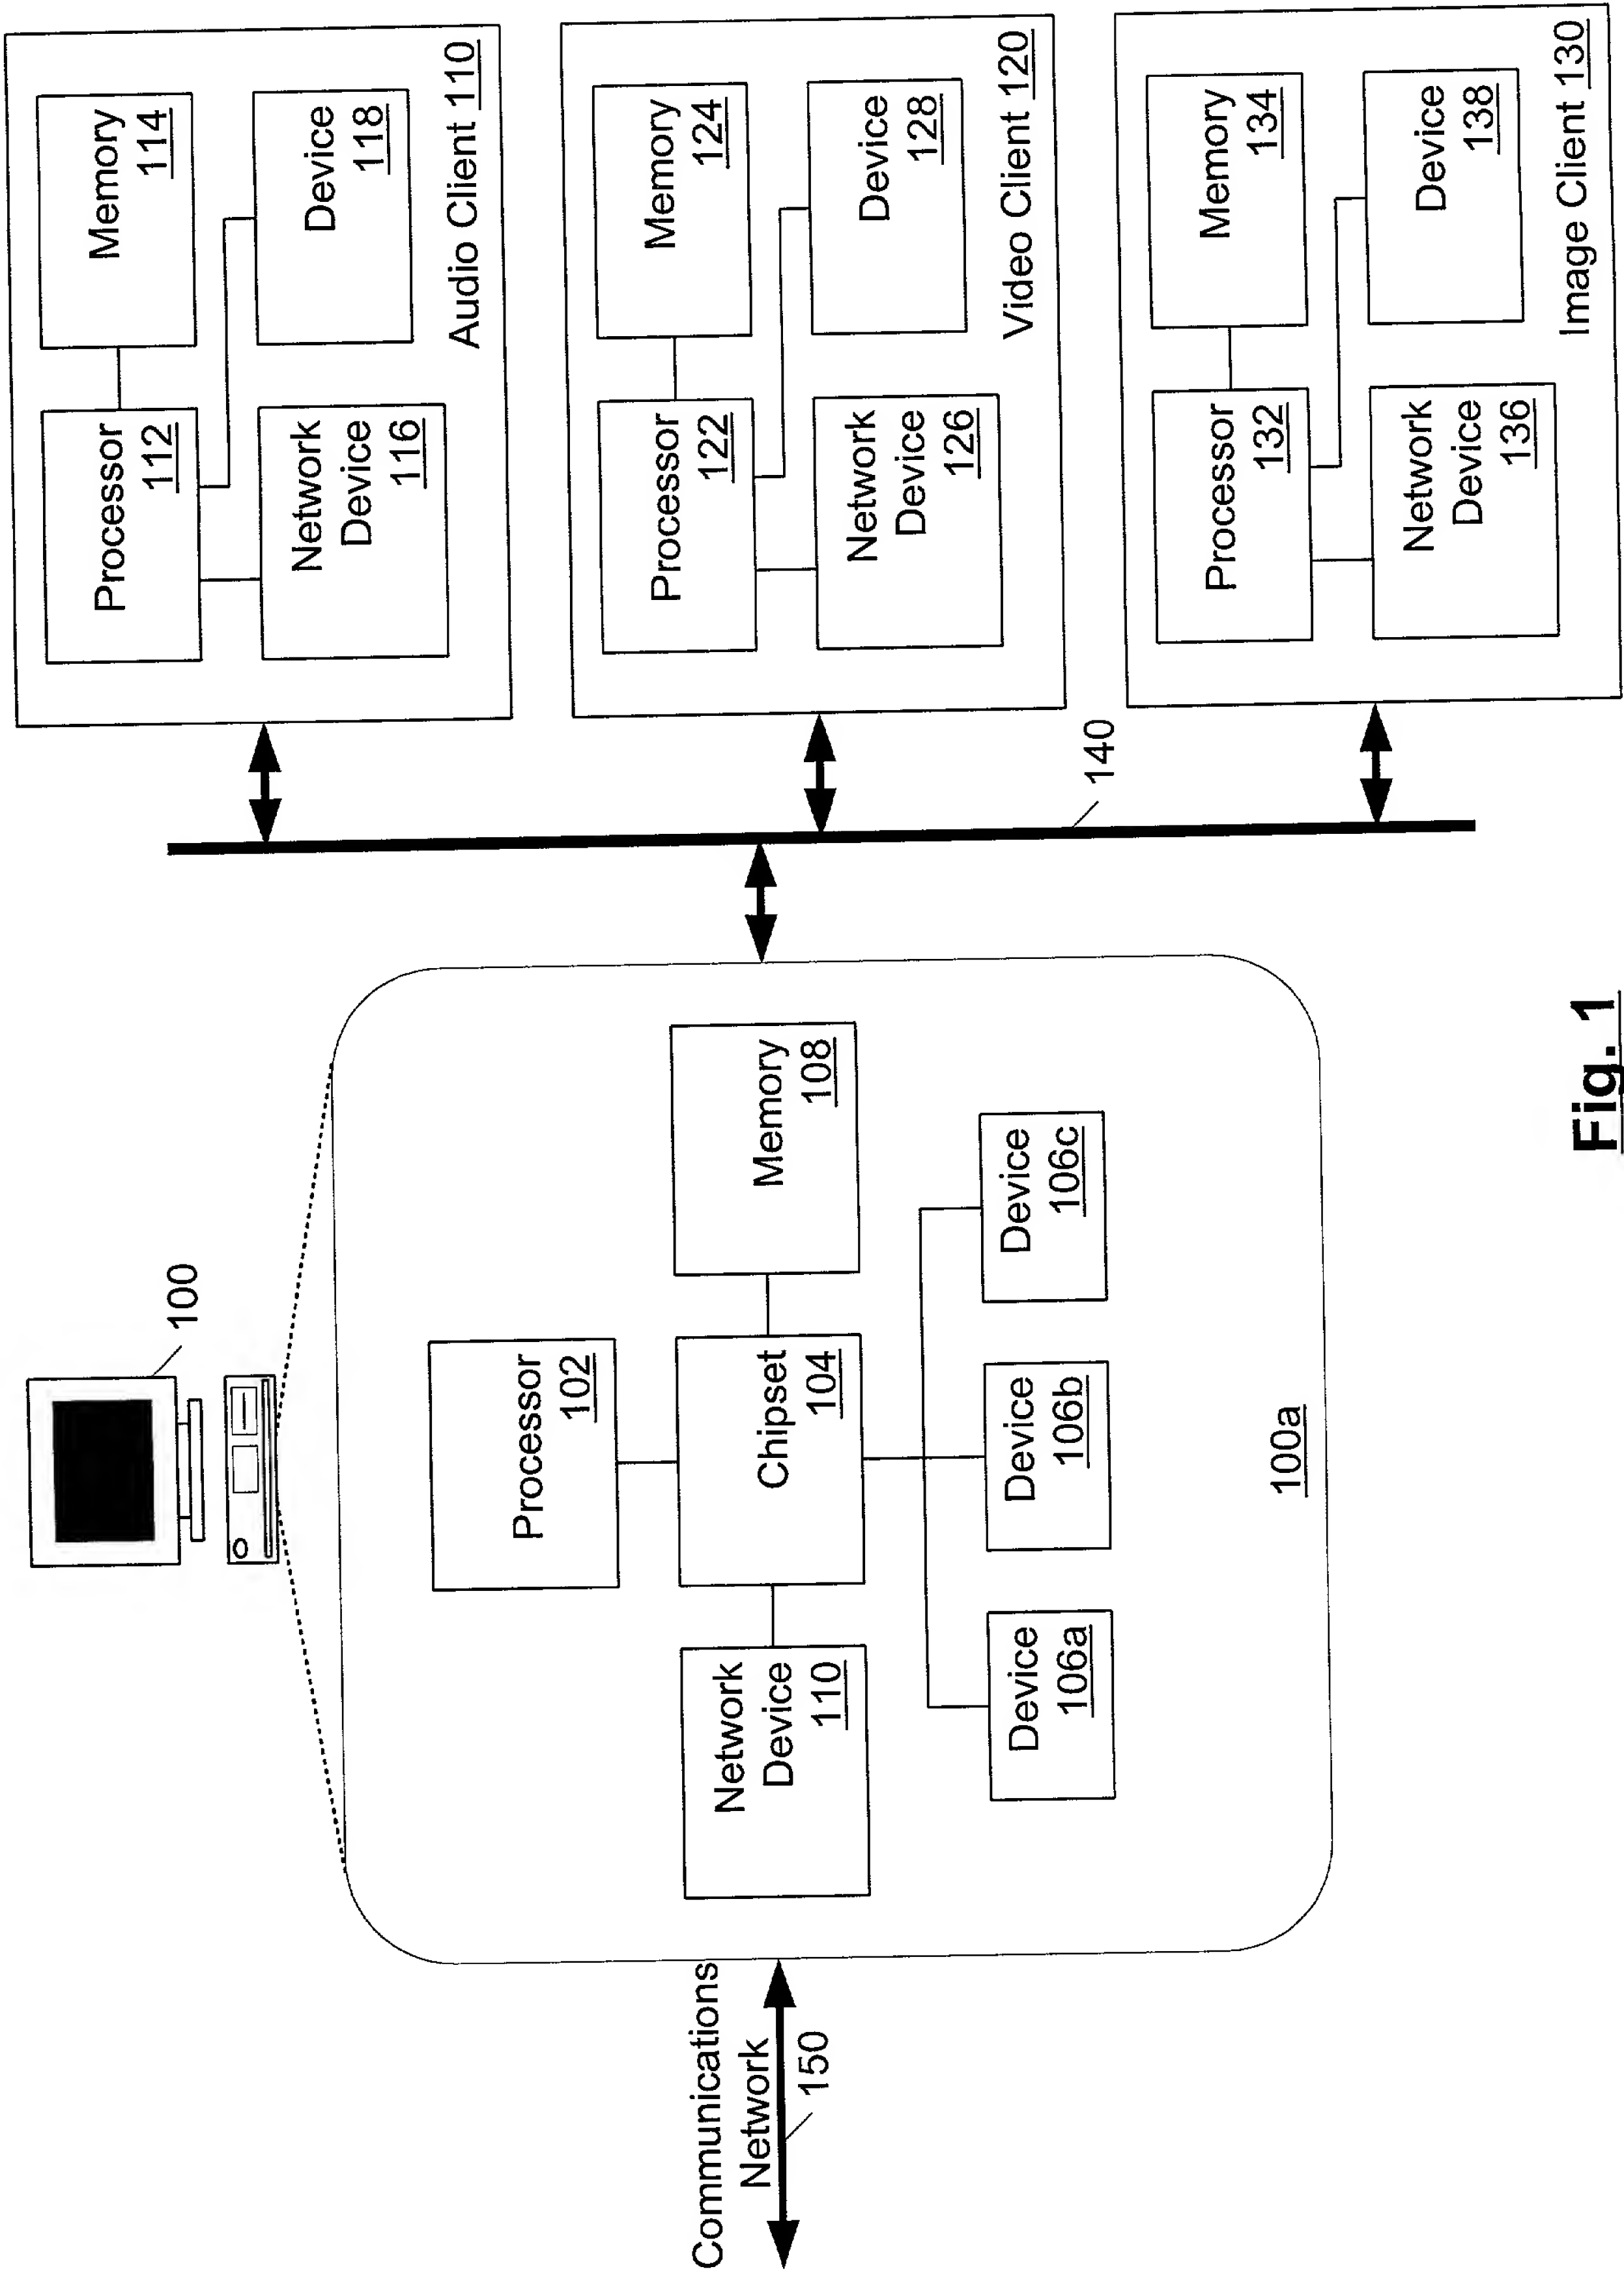 100
Processor
102
Network
Device
110
Chipset
104
Memory
108
Device
106a
Device
106b
Device
106c
100a
Communications
Network
150
140
Processor
112
Memory
114
Network
Device
116
Device
118
Audio Client 110
Processor
122
Memory
124
Network
Device
126
Device
128
Video Client 120
Processor
132
Memory
134
Network
Device
136
Device
138
Image Client 130
Fig. 1